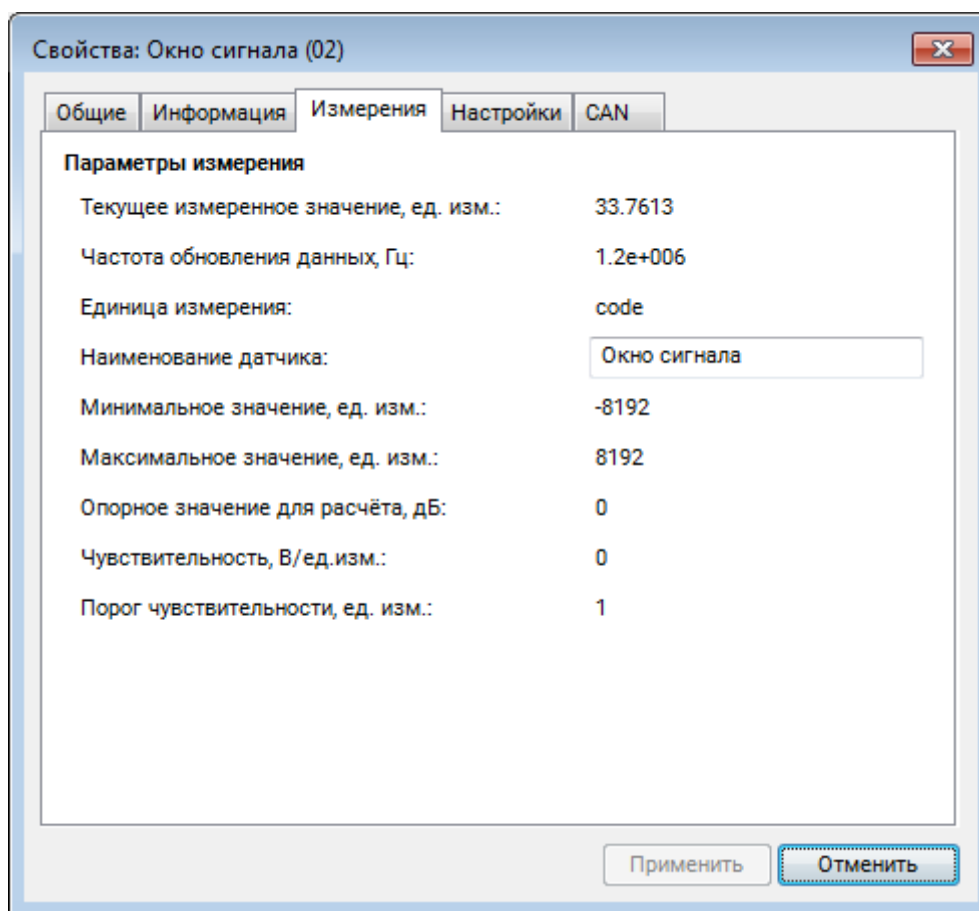 Свойства: Окно сигнала (02)
Общие Информация Измерения Настройки CAN
Параметры измерения
Текущее измеренное значение, ед. изм.: 33.7613
Частота обновления данных, Гц: 1.2e+006
Единица измерения: code
Наименование датчика: Окно сигнала
Минимальное значение, ед. изм.: -8192
Максимальное значение, ед. изм.: 8192
Опорное значение для расчёта, дБ: 0
Чувствительность, В/ед.изм.: 0
Порог чувствительности, ед. изм.: 1
Применить Отменить